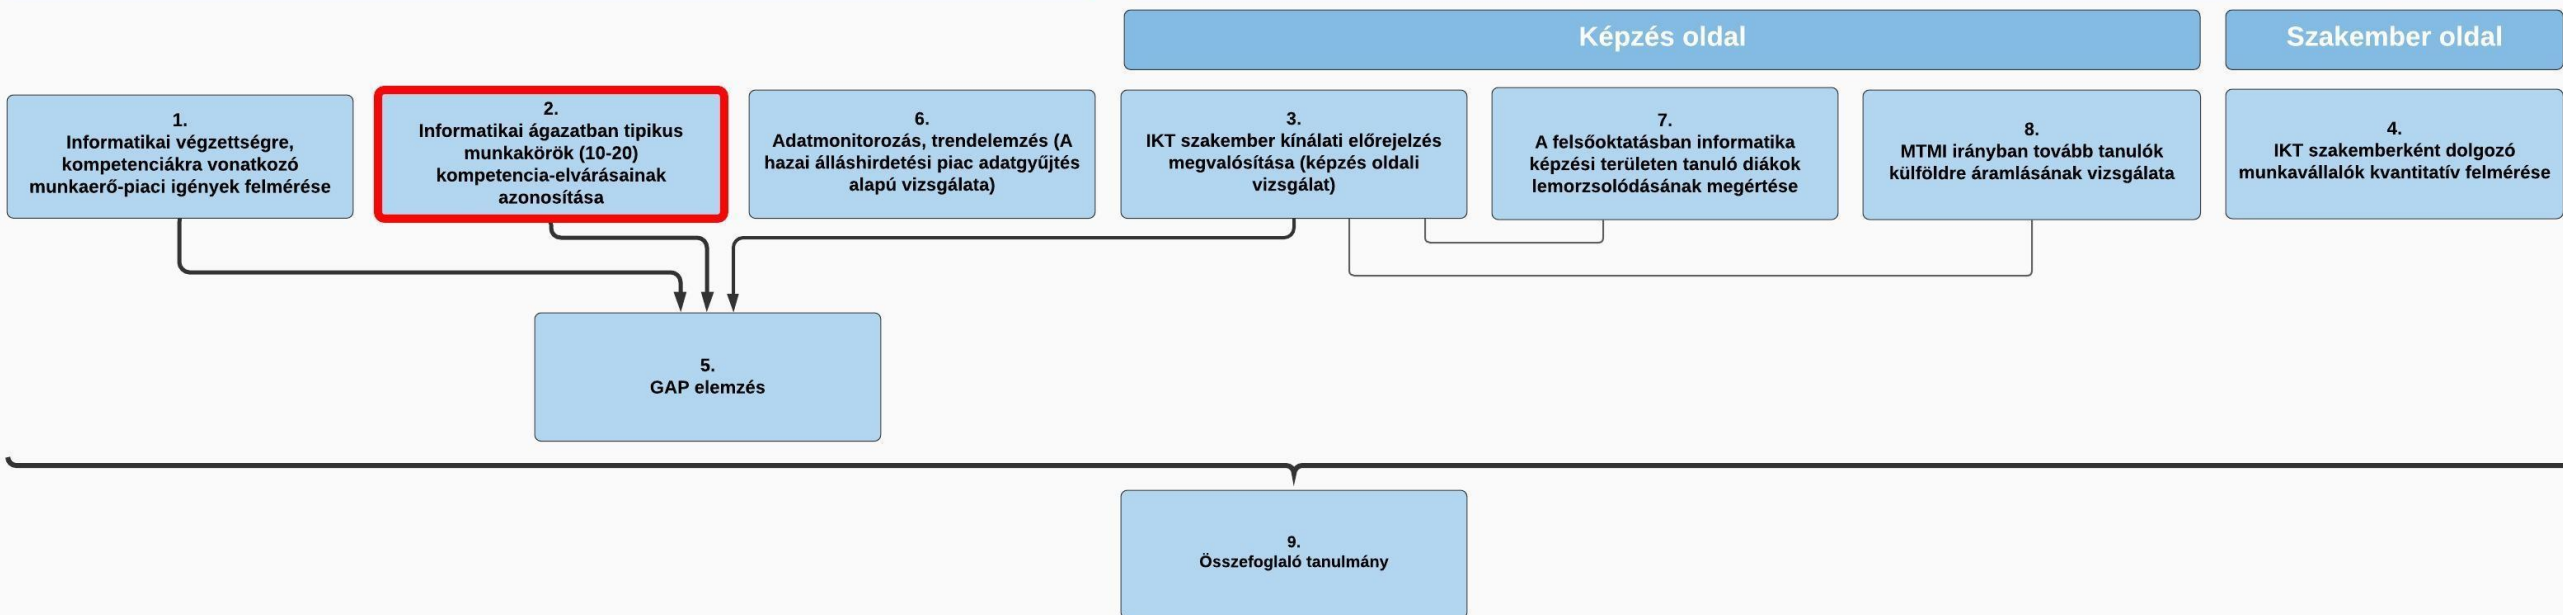 Képzés oldal
Szakember oldal
1.
Informatikai végzettségre,
kompetenciákra vonatkozó
munkaerő-piaci igények felmérése
2.
Informatikai ágazatban tipikus
munkakörök (10-20)
kompetencia-elvárásainak
azonosítása
6.
Adatmonitorozás, trendelemzés (A
hazai álláshirdetési piac adatgyűjtés
alapú vizsgálata)
3.
IKT szakember kínálati előrejelzés
megvalósítása (képzés oldali
vizsgálat)
7.
A felsőoktatásban informatika
képzési területen tanuló diákok
lemorzsolódásának megértése
8.
MTMI irányban tovább tanulók
külföldre áramlásának vizsgálata
4.
IKT szakemberként dolgozó
munkavállalók kvantitatív felmérése
5.
GAP elemzés
9.
Összefoglaló tanulmány